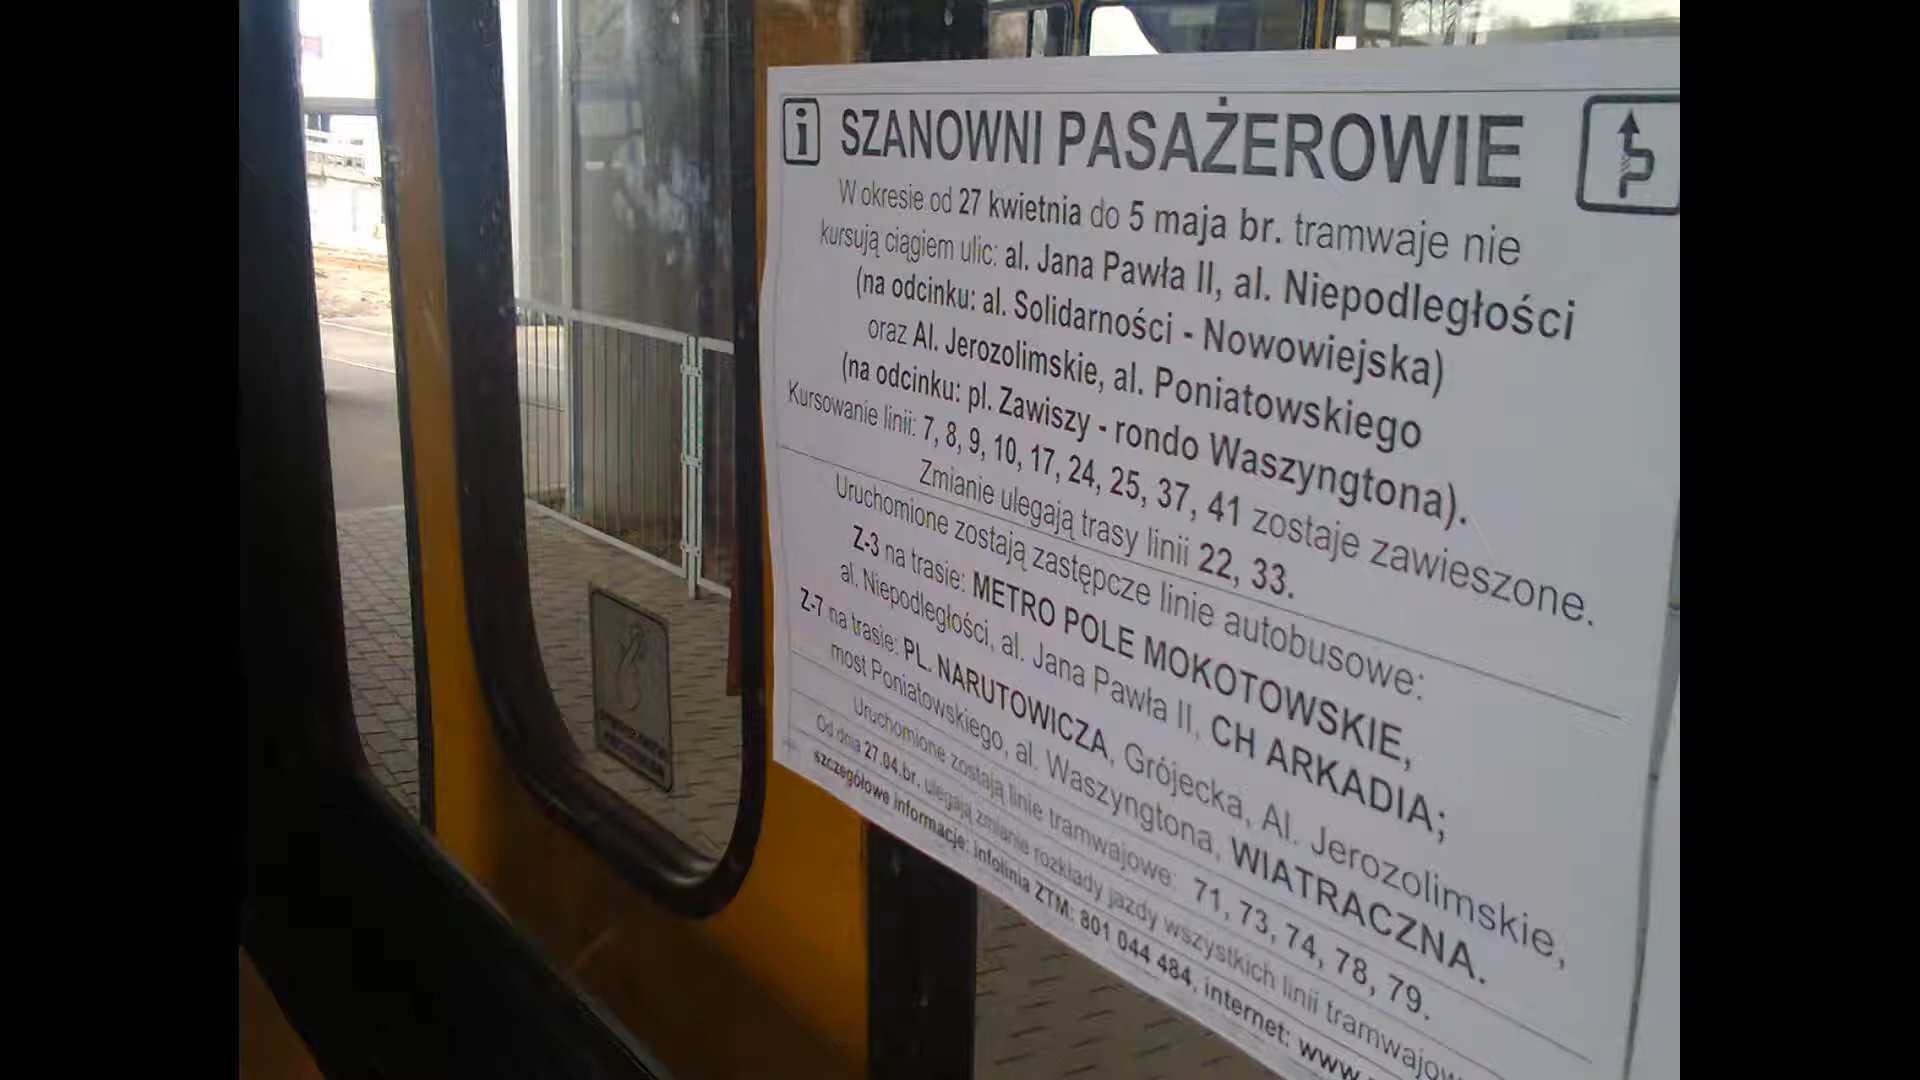 i SZANOWNI PASAŻEROWIE
W okresie od 27 kwietnia do 5 maja br. tramwaje nie
kursują ciągiem ulic: al. Jana Pawła II, al. Niepodległości
(na odcinku: al. Solidarności - Nowowiejska)
oraz Al. Jerozolimskie, al. Poniatowskiego
(na odcinku: pl. Zawiszy - rondo Waszyngtona).
Kursowanie linii: 7, 8, 9, 10, 17, 24, 25, 37, 41 zostaje zawieszone.
Zmianie ulegają trasy linii 22, 33.
Uruchomione zostają zastępcze linie autobusowe:
Z-3 na trasie: METRO POLE MOKOTOWSKIE,
al. Niepodległości, al. Jana Pawła II, CH ARKADIA;
Z-7 na trasie: PL. NARUTOWICZA, Grójecka, Al. Jerozolimskie,
most Poniatowskiego, al. Waszyngtona, WIATRACZNA.
Uruchomione zostają linie tramwajowe: 71, 73, 74, 78, 79.
Od dnia 27.04.br. ulegają zmianie rozkłady jazdy wszystkich linii tramwajow
szczegółowe informacje: infolinia ZTM: 801 044 484, internet: www.